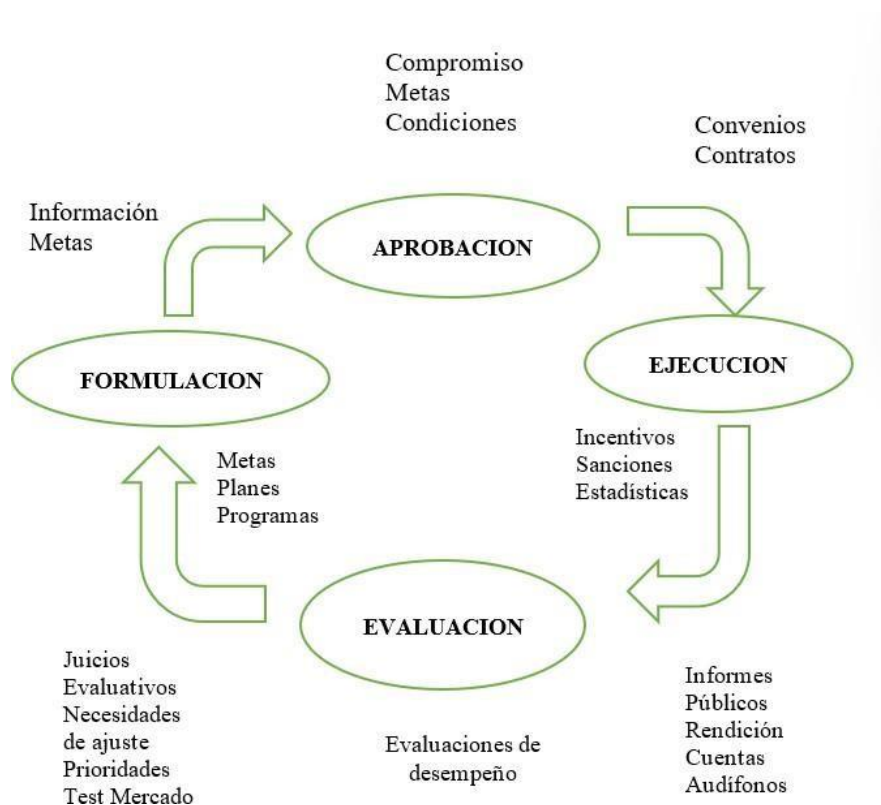 Compromiso
Metas
Condiciones
Convenios
Contratos
Información
Metas
APROBACION
FORMULACION
EJECUCION
Metas
Planes
Programas
Incentivos
Sanciones
Estadísticas
EVALUACION
Juicios
Evaluativos
Necesidades
de ajuste
Prioridades
Test Mercado
Evaluaciones de
desempeño
Informes
Públicos
Rendición
Cuentas
Audífonos